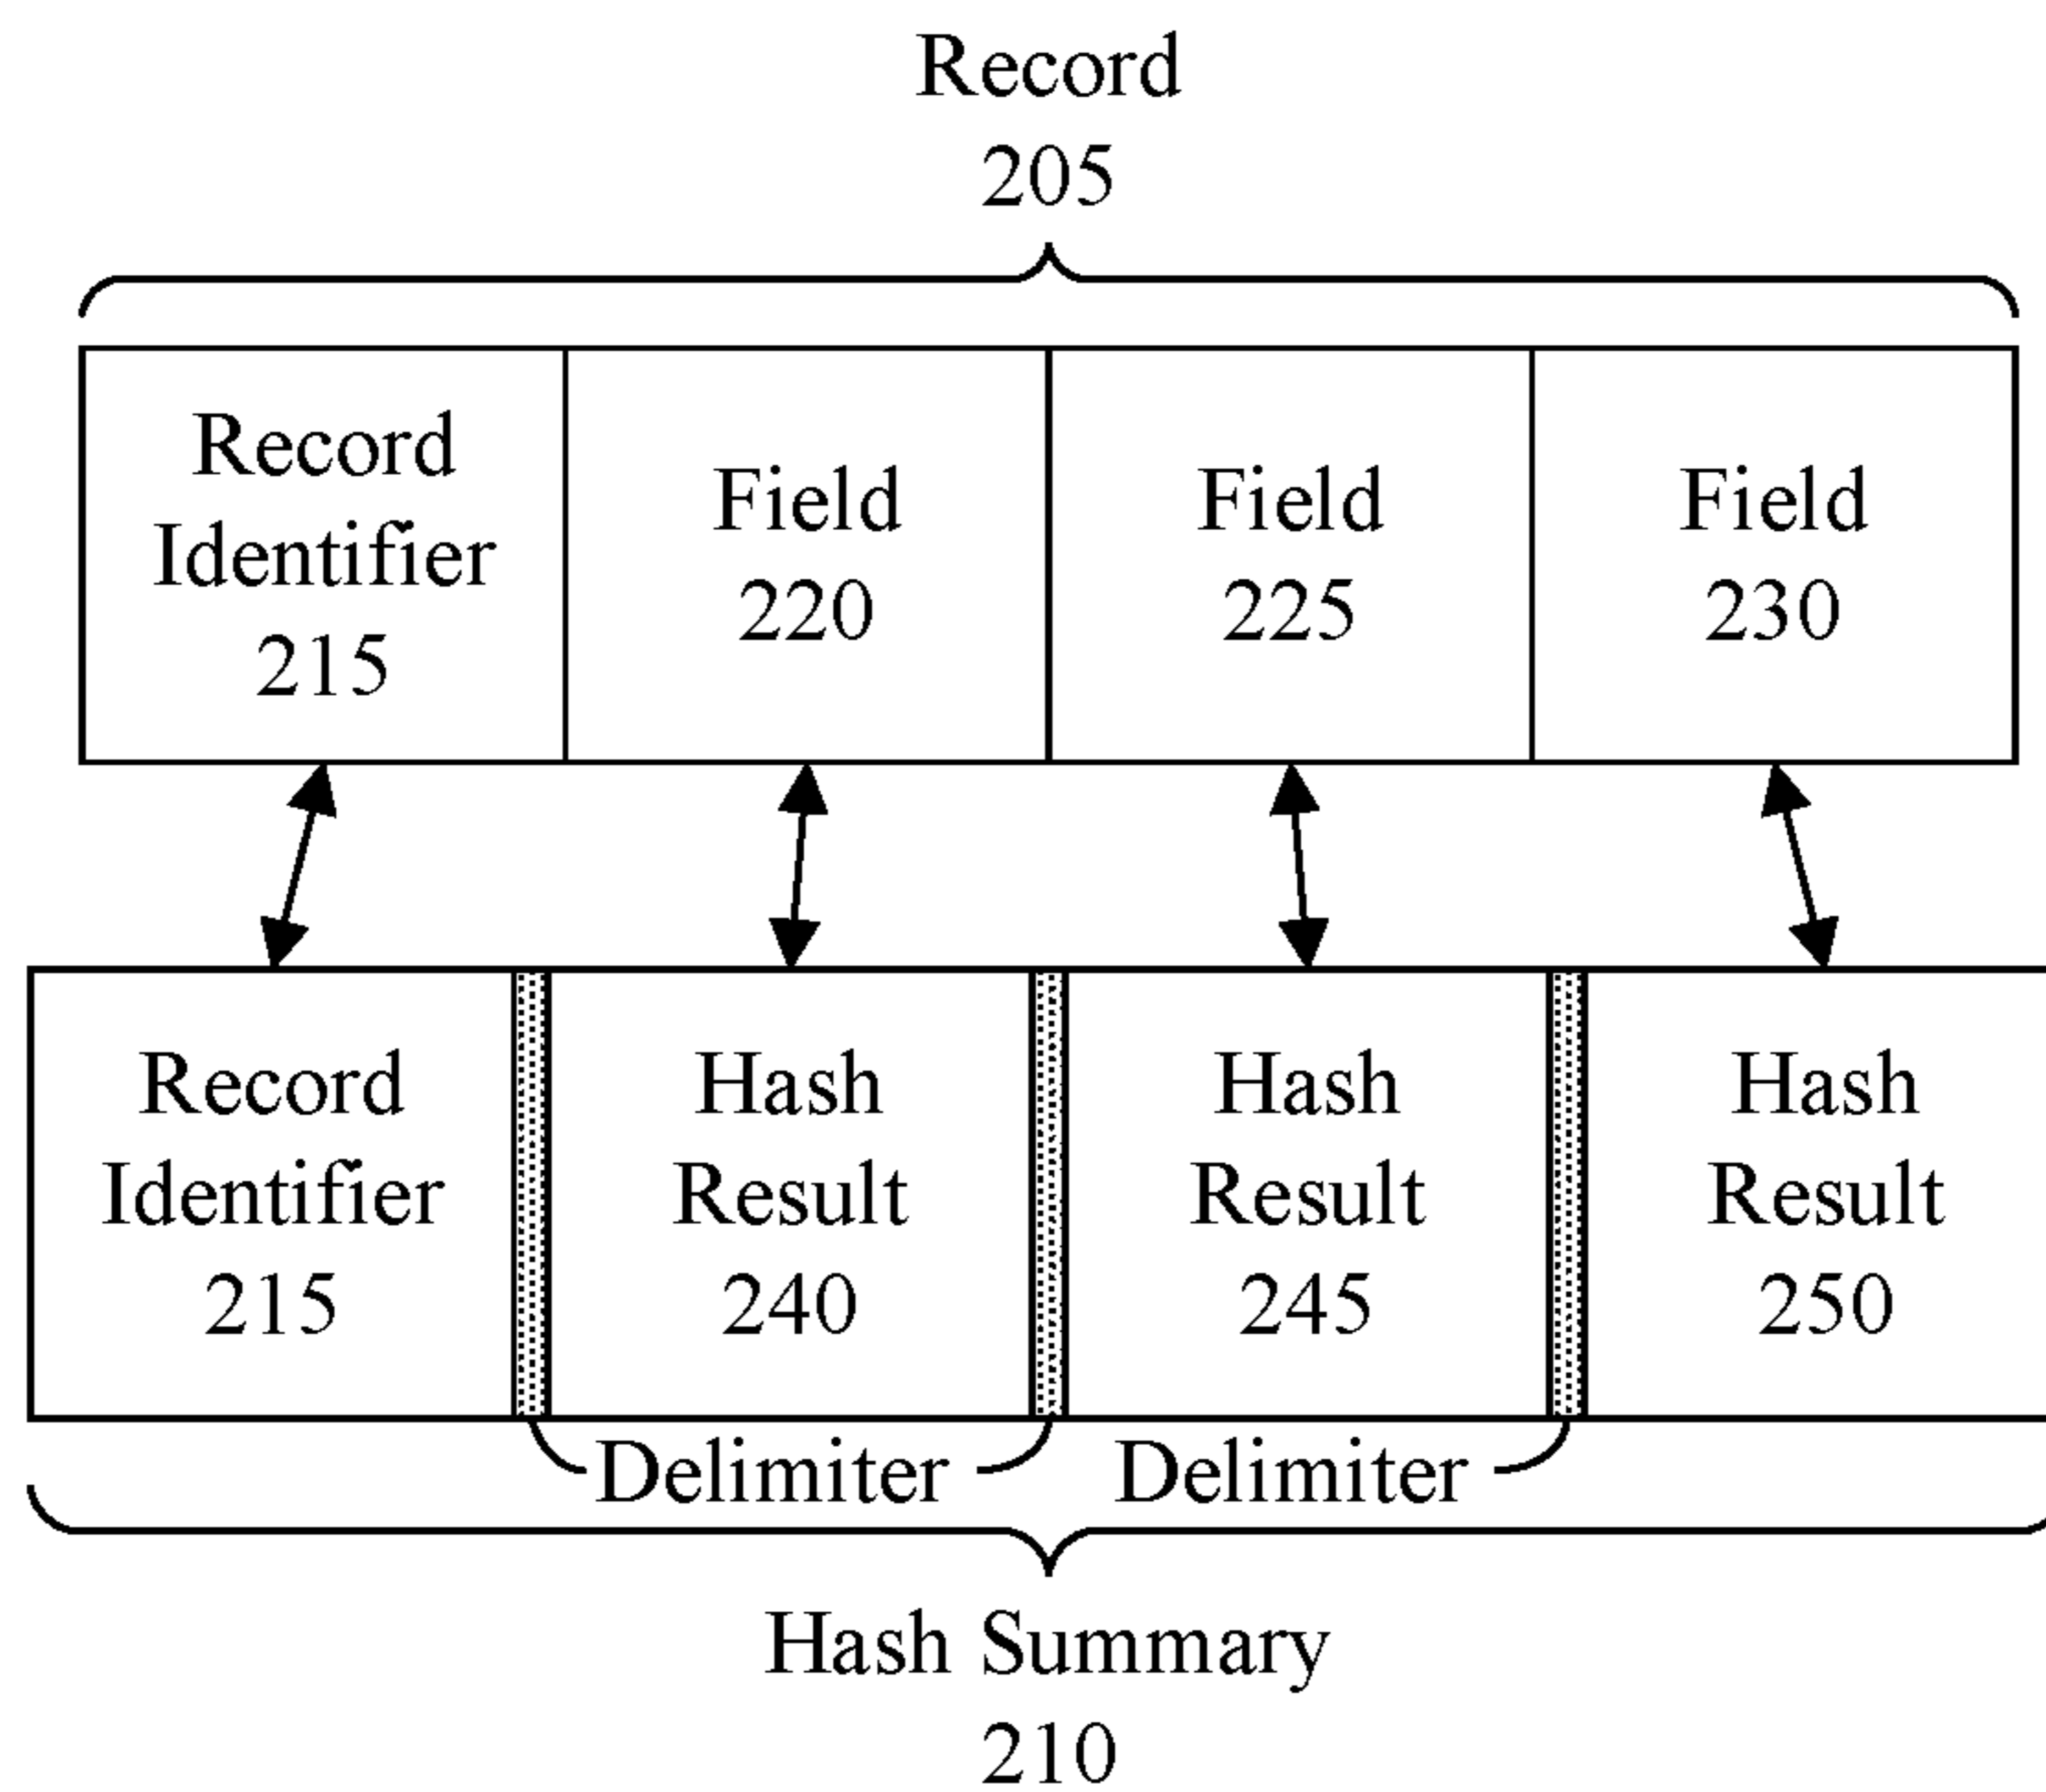 Record
205
Record
Identifier
215
Field
220
Field
225
Field
230
Record
Identifier
215
Hash
Result
240
Hash
Result
245
Hash
Result
250
Delimiter
Delimiter
Hash Summary
210